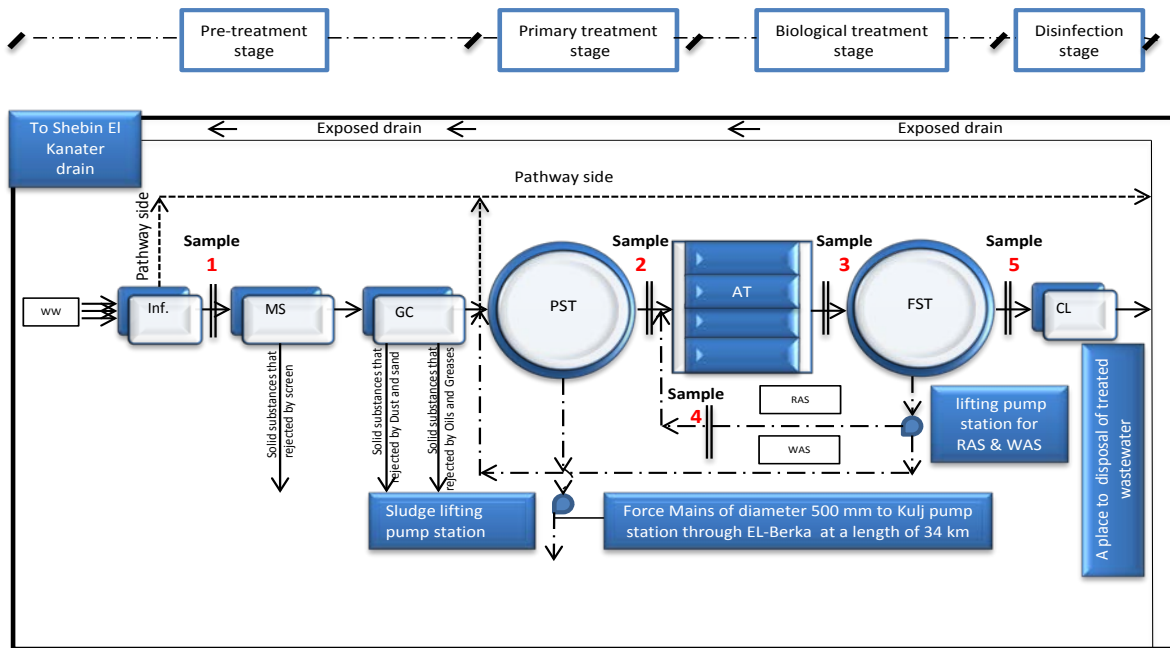 Pre-treatment
stage
Primary treatment
stage
Biological treatment
stage
Disinfection
stage
To Shebin El
Kanater
drain
Exposed drain
Exposed drain
Pathway side
Pathway side
Sample
1
Sample
2
Sample
3
Sample
5
ww
Inf.
MS
GC
PST
AT
FST
CL
Solid substances that
rejected by screen
Solid substances that
rejected by Dust and sand
Solid substances that
rejected by Oils and Greases
Sample
4
RAS
WAS
lifting pump
station for
RAS & WAS
A place to disposal of treated
wastewater
Sludge lifting
pump station
Force Mains of diameter 500 mm to Kulj pump
station through EL-Berka at a length of 34 km